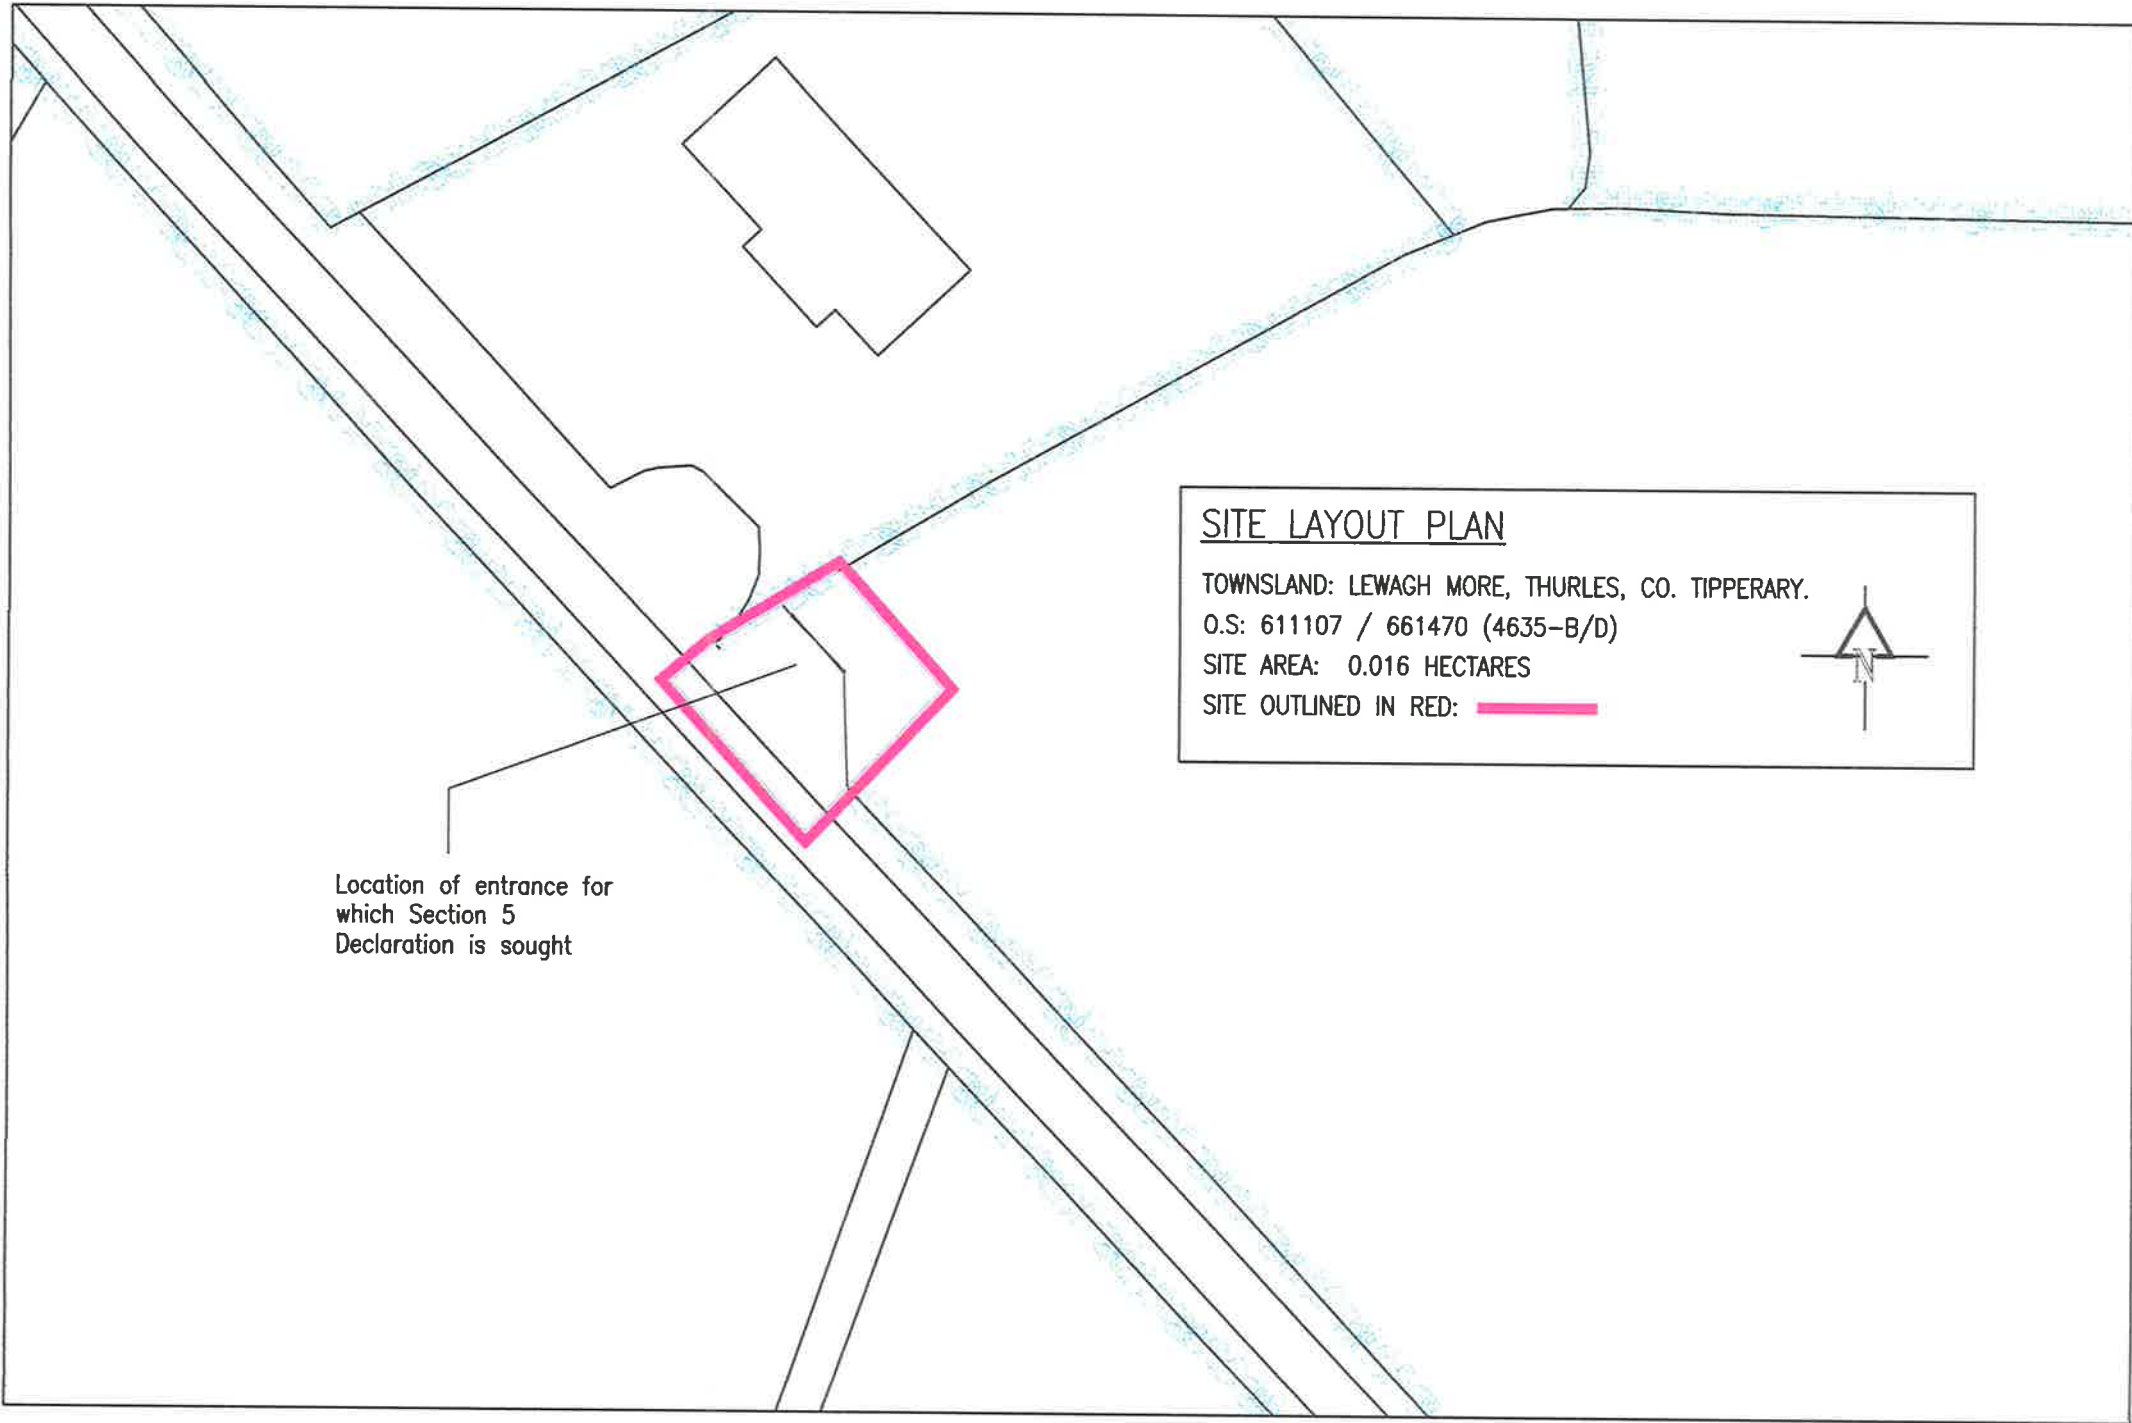 SITE LAYOUT PLAN
TOWNSLAND: LEWAGH MORE, THURLES, CO. TIPPERARY.
O.S: 611107 / 661470 (4635-B/D)
SITE AREA: 0.016 HECTARES
SITE OUTLINED IN RED:
N
Location of entrance for
which Section 5
Declaration is sought